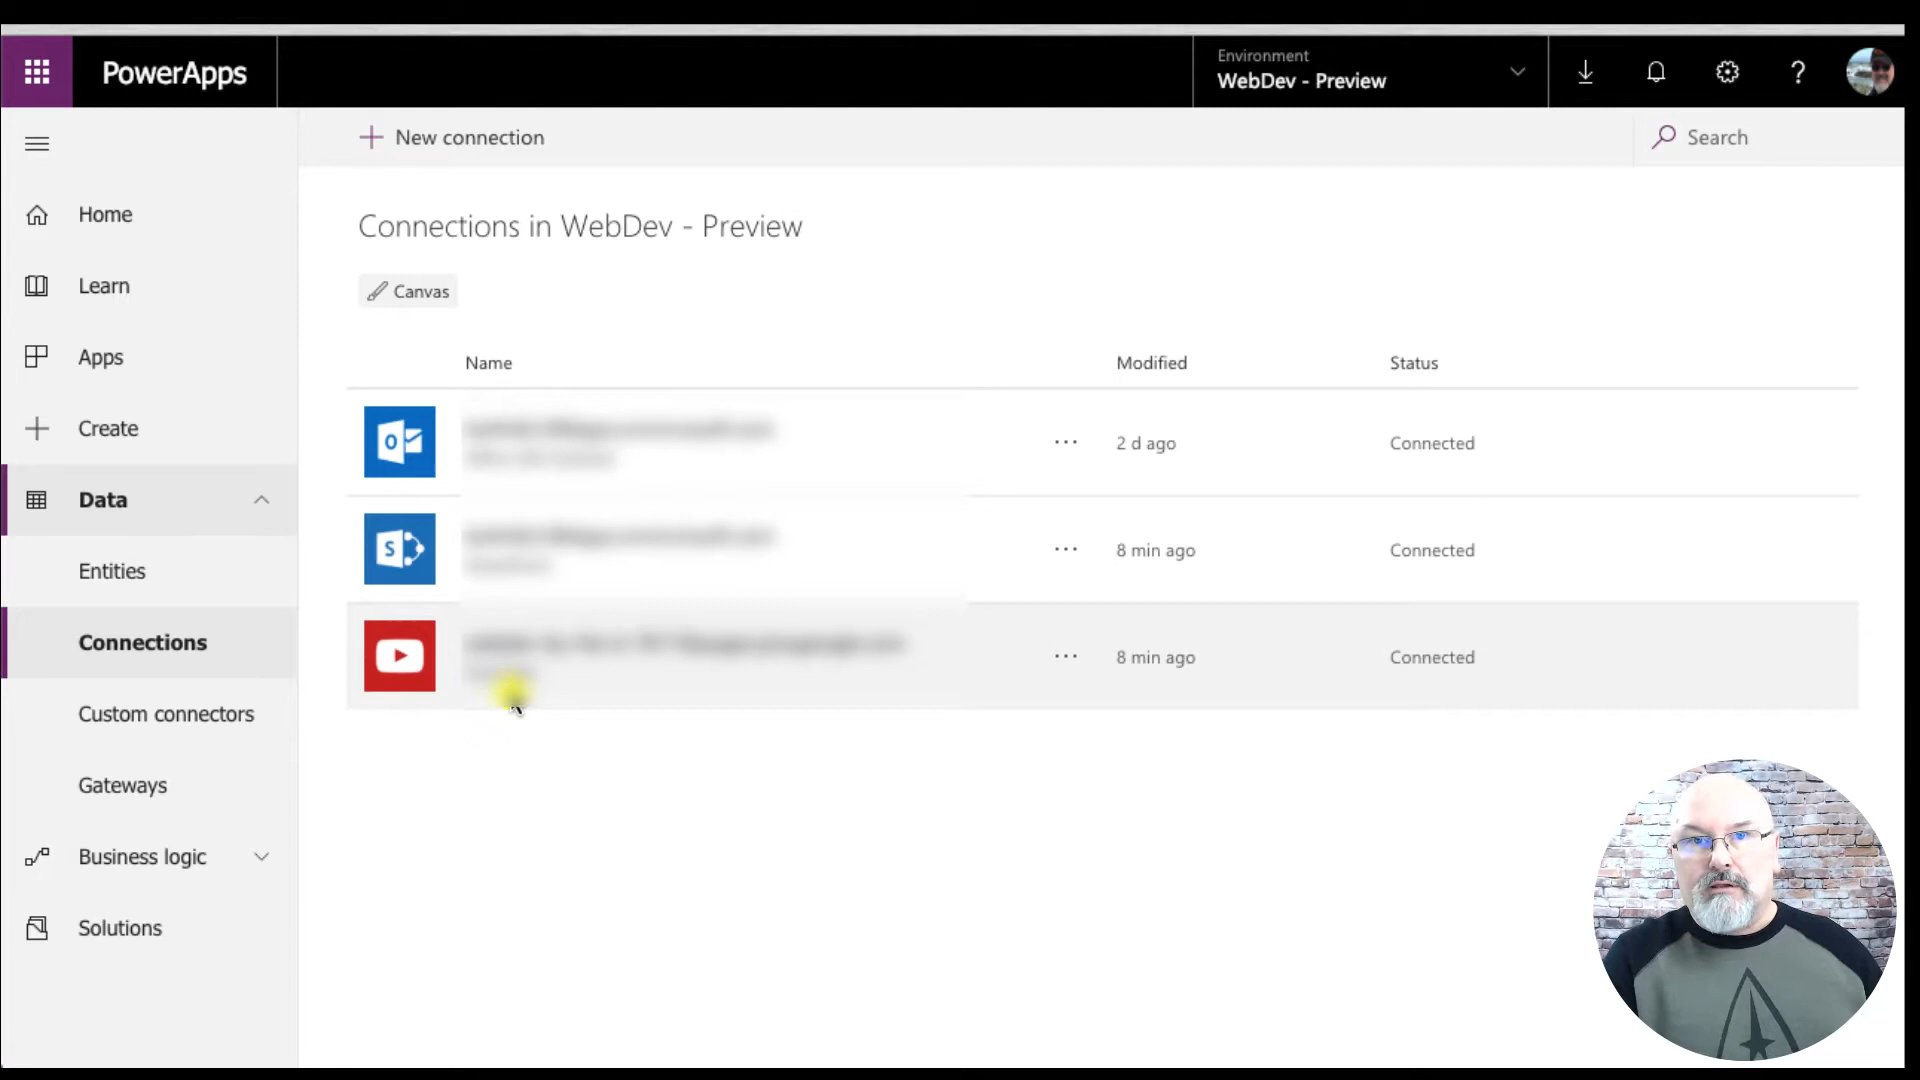 PowerApps
Environment
WebDev - Preview
?
New connection
Search
Home
Learn
Apps
Create
Data
Entities
Connections
Custom connectors
Gateways
Business logic
Solutions
Connections in WebDev - Preview
Canvas
Name
Modified
Status
2 d ago
Connected
8 min ago
Connected
8 min ago
Connected